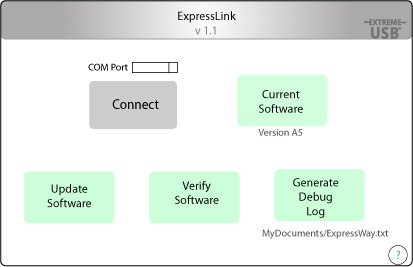 ExpressLink
v 1.1
EXTREME
USB
COM Port
Connect
Current
Software
Version A5
Update
Software
Verify
Software
Generate
Debug
Log
MyDocuments/ExpressWay.txt
?